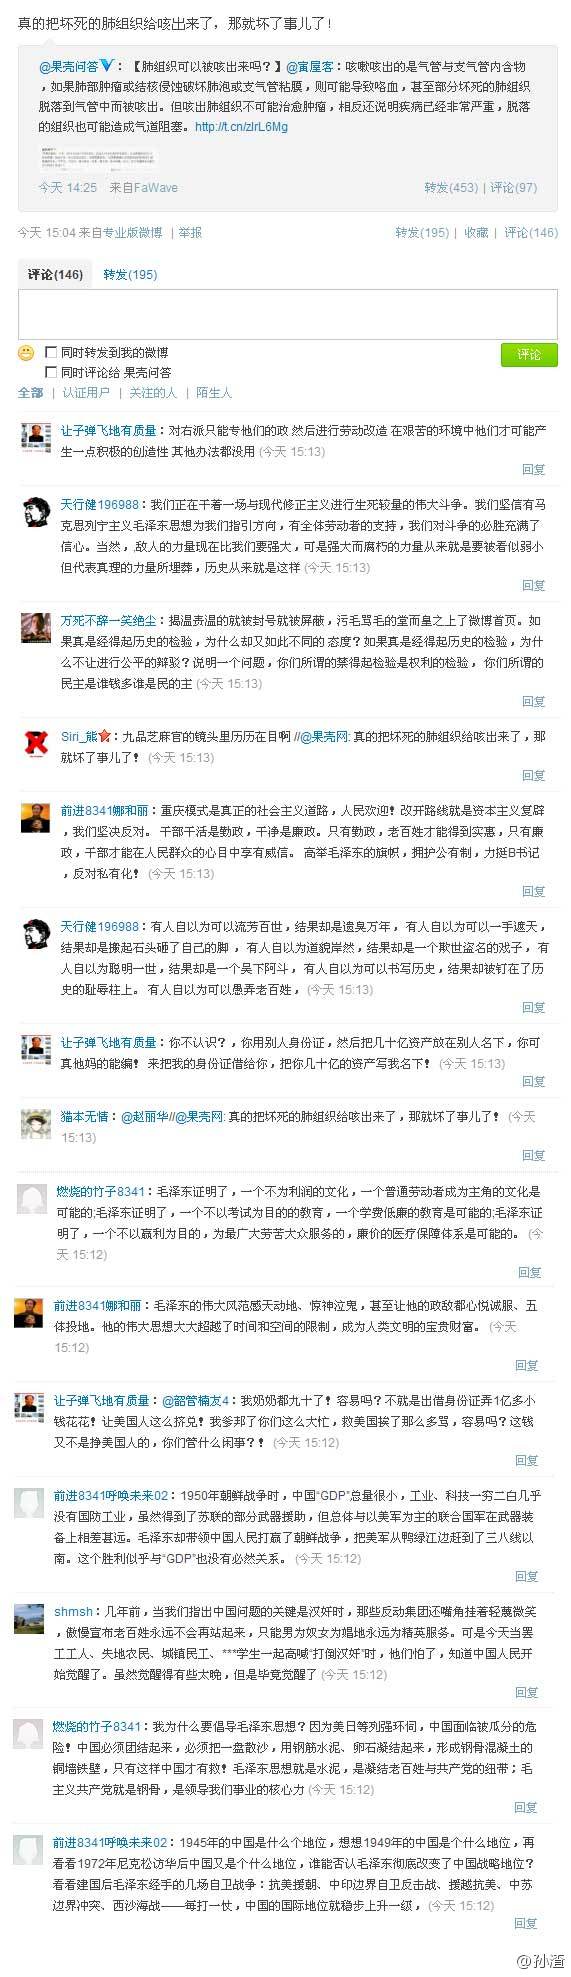 真的把坏死的肺组织给咳出来了，那就坏了事儿了！
@果壳问答：【肺组织可以被咳出来吗？】@寅屋客：咳嗽咳出的是气管与支气管内含物
，如果肺部肿瘤或结核侵蚀破坏肺泡或支气管粘膜，则可能导致咯血，甚至部分坏死的肺组织
脱落到气管中而被咳出。但咳出肺组织不可能治愈肿瘤，相反还说明疾病已经非常严重，脱落
的组织也可能造成气道阻塞。http://t.cn/zlrL6Mg
今天 14:25 来自FaWave 转发(453) | 评论(97)
今天 15:04 来自专业版微博 | 举报 转发(195) | 收藏 | 评论(146)
评论(146) 转发(195)
同时转发到我的微博 评论
同时评论给 果壳问答
全部 | 认证用户 | 关注的人 | 陌生人
让子弹飞地有质量：对右派只能专他们的政 然后进行劳动改造 在艰苦的环境中他们才可能产
生一点积极的创造性 其他办法都没用 (今天 15:13)
回复
天行健196988：我们正在干着一场与现代修正主义进行生死较量的伟大斗争。我们坚信有马
克思列宁主义毛泽东思想为我们指引方向，有全体劳动者的支持，我们对斗争的必胜充满了
信心。当然，,敌人的力量现在比我们要强大，可是强大而腐朽的力量从来就是要被看似弱小
但代表真理的力量所埋葬，历史从来就是这样 (今天 15:13)
回复
万死不辞一笑绝尘：揭温责温的就被封号就被屏蔽，污毛骂毛的堂而皇之上了微博首页。如
果真是经得起历史的检验，为什么却又如此不同的 态度？如果真是经得起历史的检验，为什
么不让进行公平的辩驳？说明一个问题，你们所谓的禁得起检验是权利的检验， 你们所谓的
民主是谁钱多谁是民的主 (今天 15:13)
回复
Siri_熊：九品芝麻官的镜头里历历在目啊 //@果壳网: 真的把坏死的肺组织给咳出来了，那
就坏了事儿了！ (今天 15:13)
回复
前进8341娜和丽：重庆模式是真正的社会主义道路，人民欢迎！改开路线就是资本主义复辟
，我们坚决反对。 干部干活是勤政，干净是廉政。只有勤政，老百姓才能得到实惠，只有廉
政，干部才能在人民群众的心目中享有威信。 高举毛泽东的旗帜，拥护公有制，力挺B书记
，反对私有化！ (今天 15:13)
回复
天行健196988：有人自以为可以流芳百世，结果却是遗臭万年， 有人自以为可以一手遮天，
结果却是搬起石头砸了自己的脚 ， 有人自以为道貌岸然，结果却是一个欺世盗名的戏子， 有
人自以为聪明一世，结果却是一个吴下阿斗， 有人自以为可以书写历史，结果却被钉在了历
史的耻辱柱上。 有人自以为可以愚弄老百姓， (今天 15:13)
回复
让子弹飞地有质量：你不认识？，你用别人身份证，然后把几十亿资产放在别人名下，你可
真他妈的能编！ 来把我的身份证借给你，把你几十亿的资产写我名下！ (今天 15:13)
回复
猫本无情：@赵丽华//@果壳网: 真的把坏死的肺组织给咳出来了，那就坏了事儿了！ (今天
15:13)
回复
燃烧的竹子8341：毛泽东证明了，一个不为利润的文化，一个普通劳动者成为主角的文化是
可能的;毛泽东证明了，一个不以考试为目的的教育，一个学费低廉的教育是可能的;毛泽东证
明了，一个不以赢利为目的，为最广大劳苦大众服务的，廉价的医疗保障体系是可能的。 (今
天 15:12)
回复
前进8341娜和丽：毛泽东的伟大风范感天动地、惊神泣鬼，甚至让他的政敌都心悦诚服、五
体投地。他的伟大思想大大超越了时间和空间的限制，成为人类文明的宝贵财富。 (今天
15:12)
回复
让子弹飞地有质量：@韶管楠犮4：我奶奶都九十了！容易吗？不就是出借身份证弄1亿多小
钱花花！让美国人这么挤兑！我爹邦了你们这么大忙，救美国挨了那么多骂，容易吗？这钱
又不是挣美国人的，你们管什么闲事？！ (今天 15:12)
回复
前进8341呼唤未来02：1950年朝鲜战争时，中国“GDP”总量很小，工业、科技一穷二白几乎
没有国防工业，虽然得到了苏联的部分武器援助，但总体与以美军为主的联合国军在武器装
备上相差甚远。毛泽东却带领中国人民打赢了朝鲜战争，把美军从鸭绿江边赶到了三八线以
南。这个胜利似乎与“GDP”也没有必然关系。 (今天 15:12)
回复
shmsh：几年前，当我们指出中国问题的关键是汉奸时，那些反动集团还嘴角挂着轻蔑微笑
，傲慢宣布老百姓永远不会再站起来，只能男为奴女为娼地永远为精英服务。可是今天当罢
工工人、失地农民、城镇民工、***学生一起高喊“打倒汉奸”时，他们怕了，知道中国人民开
始觉醒了。虽然觉醒得有些太晚，但是毕竟觉醒了 (今天 15:12)
回复
燃烧的竹子8341：我为什么要倡导毛泽东思想？因为美日等列强环伺，中国面临被瓜分的危
险！中国必须团结起来，必须把一盘散沙，用钢筋水泥、卵石凝结起来，形成钢骨混凝土的
铜墙铁壁，只有这样中国才有救！毛泽东思想就是水泥，是凝结老百姓与共产党的纽带；毛
主义共产党就是钢骨，是领导我们事业的核心力 (今天 15:12)
回复
前进8341呼唤未来02：1945年的中国是什么个地位，想想1949年的中国是个什么地位，再
看看1972年尼克松访华后中国又是个什么地位，谁能否认毛泽东彻底改变了中国战略地位？
看看建国后毛泽东经手的几场自卫战争：抗美援朝、中印边界自卫反击战、援越抗美、中苏
边界冲突、西沙海战——每打一仗，中国的国际地位就稳步上升一级， (今天 15:12)
回复